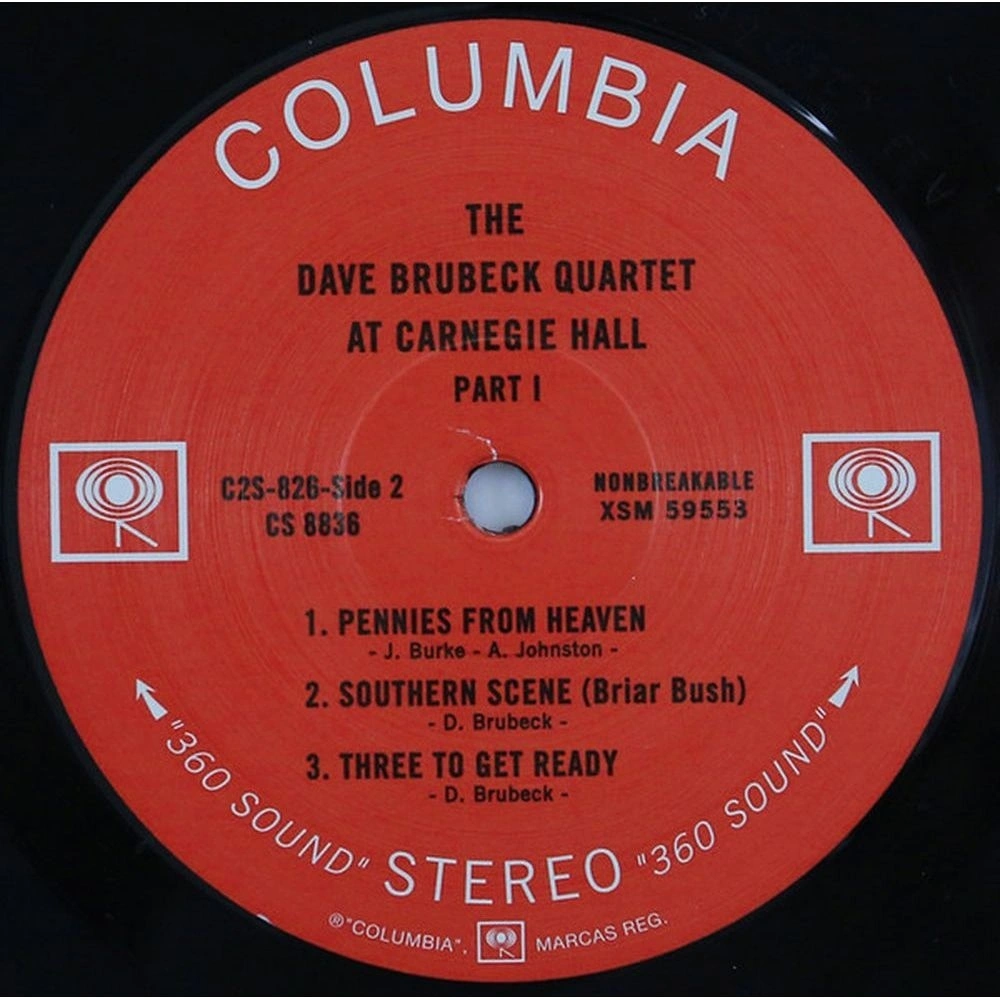 COLUMBIA
THE
DAVE BRUBECK QUARTET
AT CARNEGIE HALL
PART I
C2S-826-Side 2
CS 8836
NONBREAKABLE
XSM 59553
1. PENNIES FROM HEAVEN
- J. Burke - A. Johnston -
2. SOUTHERN SCENE (Briar Bush)
- D. Brubeck -
3. THREE TO GET READY
- D. Brubeck -
"360 SOUND" STEREO "360 SOUND"
®"COLUMBIA", MARCAS REG.